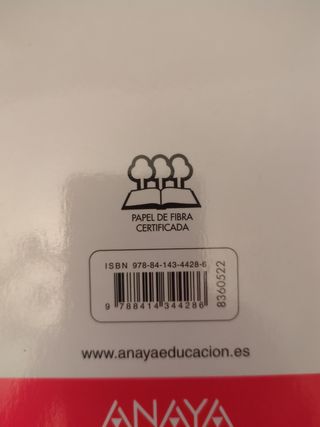 PAPEL DE FIBRA
CERTIFICADA
ISBN 978-84-143-4428-6
9 788414 344286
8360522
www.anayaeducacion.es
ANAYA